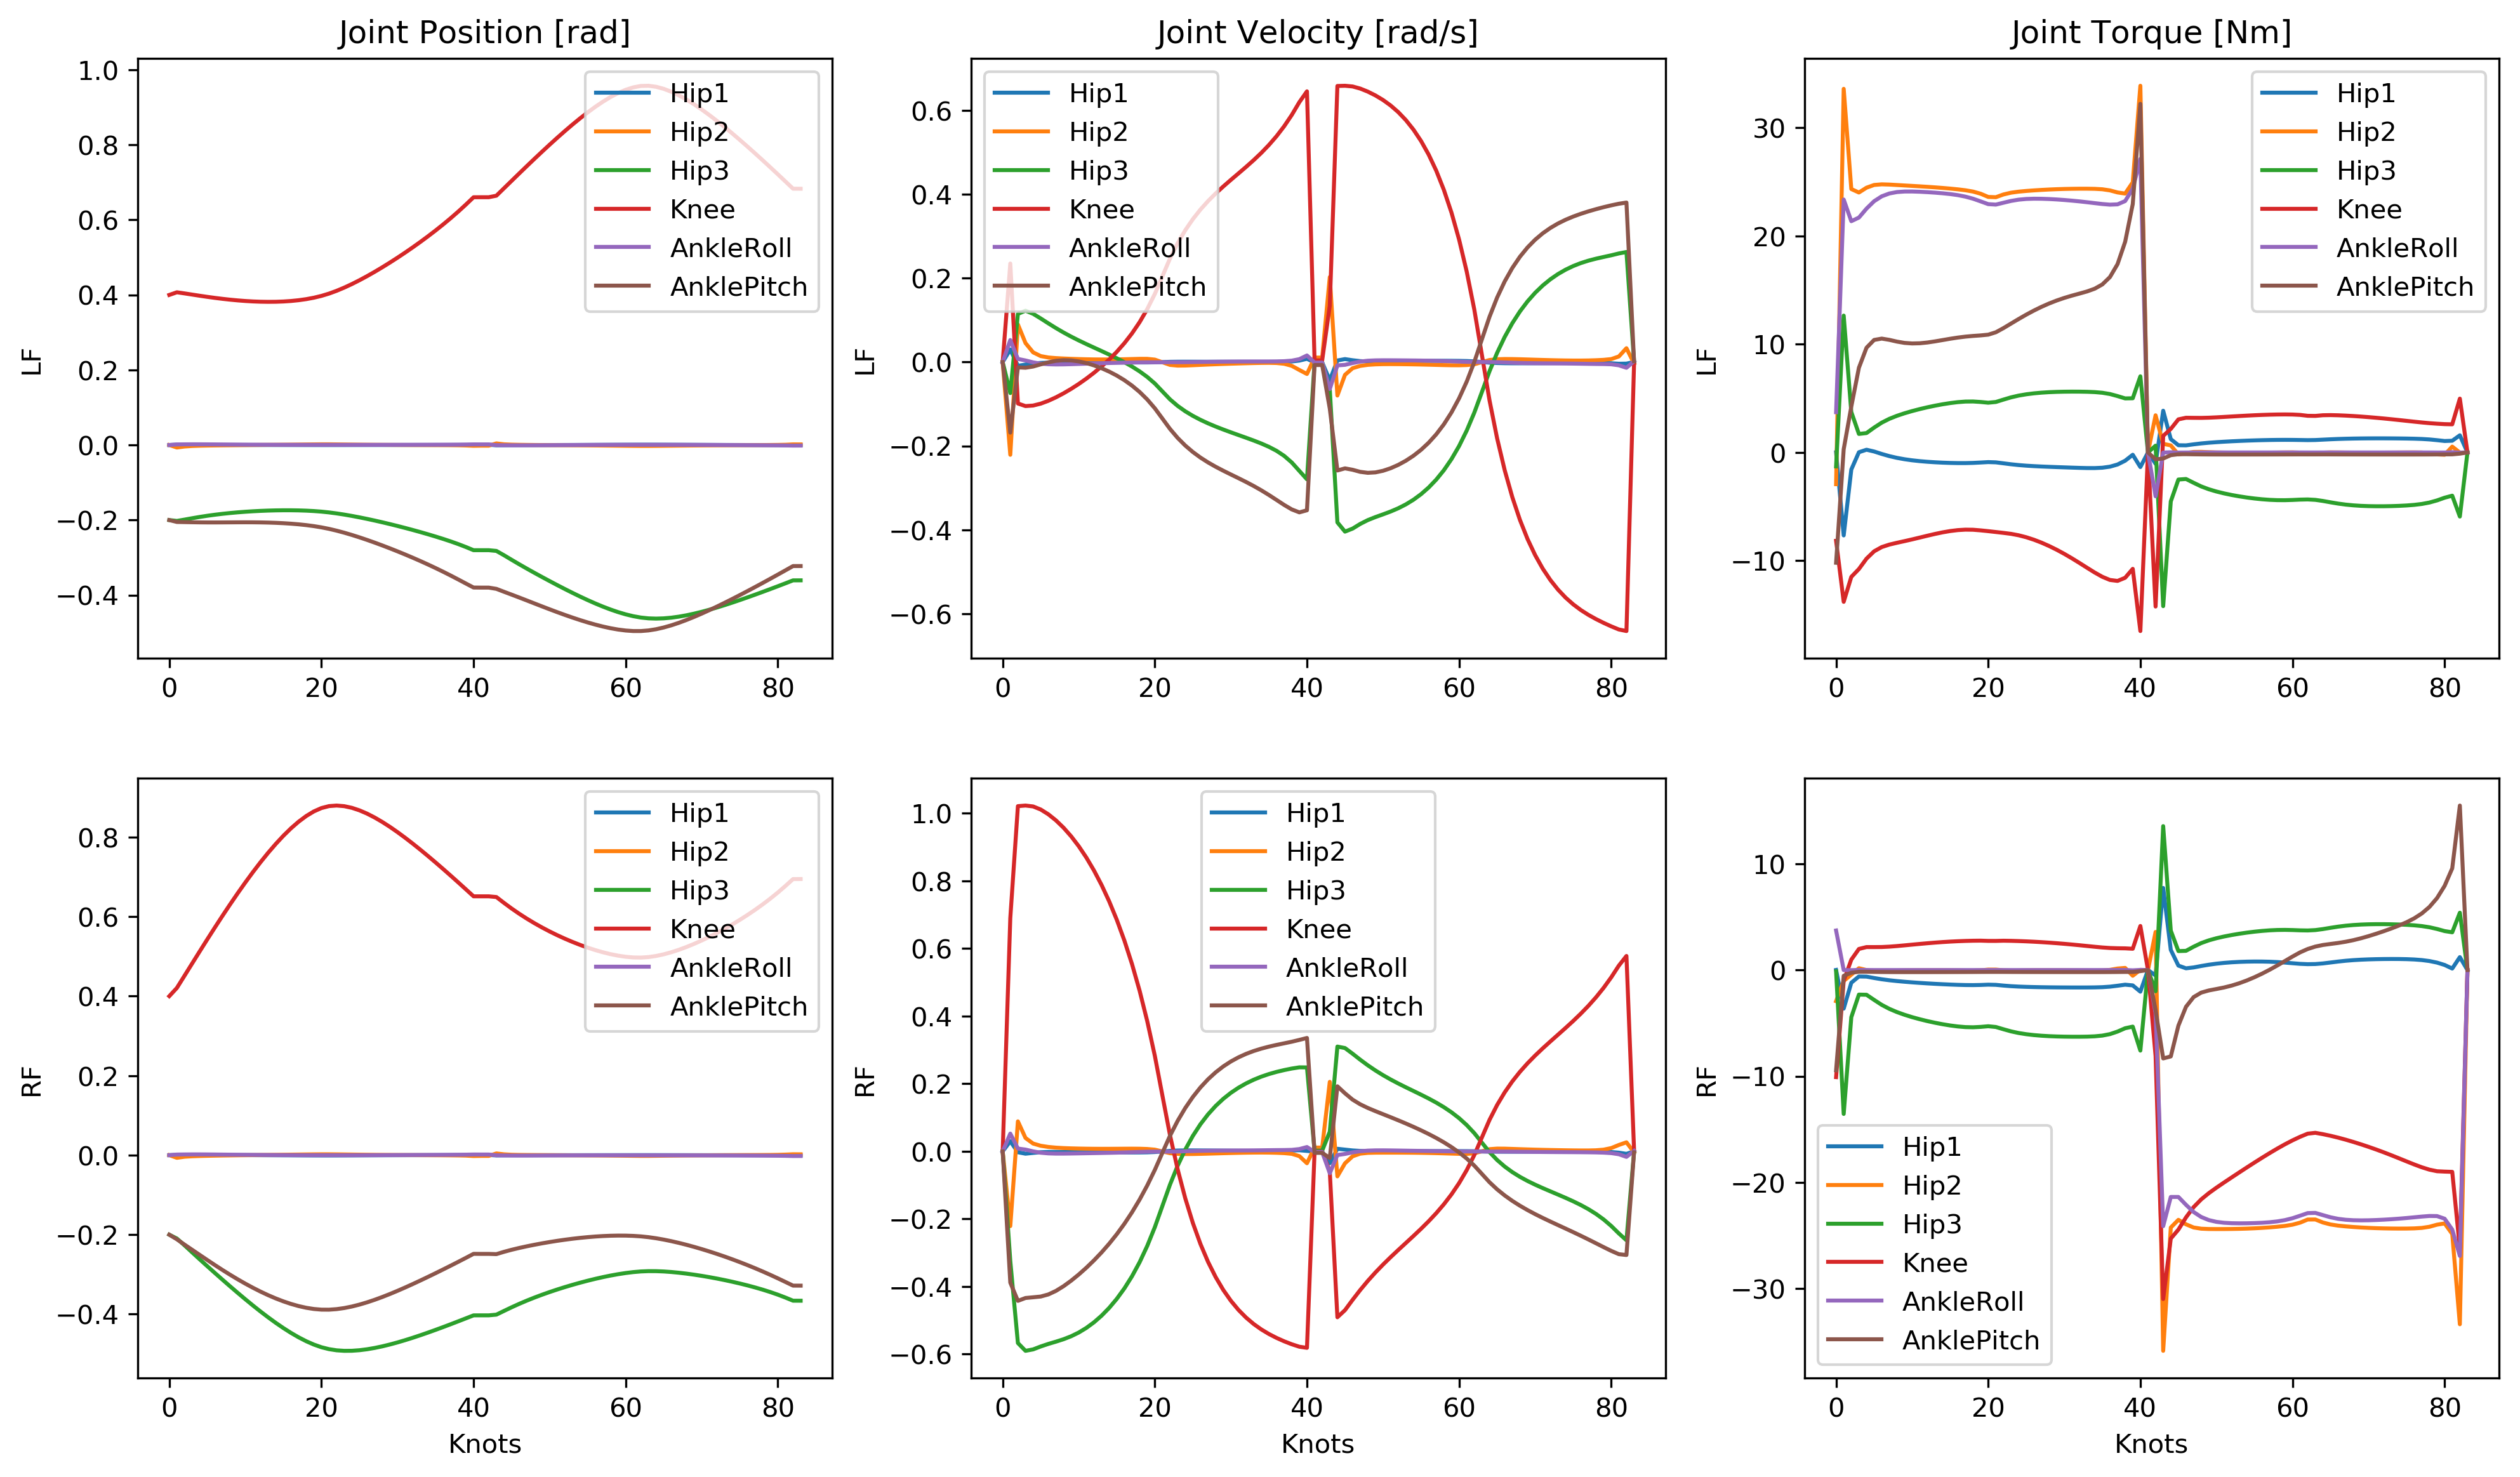 Joint Position [rad]
1.0
0.8
0.6
0.4
0.2
0.0
−0.2
−0.4
LF
0
20
40
60
80
Hip1
Hip2
Hip3
Knee
AnkleRoll
AnklePitch
Joint Velocity [rad/s]
0.6
0.4
0.2
0.0
−0.2
−0.4
−0.6
LF
0
20
40
60
80
Hip1
Hip2
Hip3
Knee
AnkleRoll
AnklePitch
Joint Torque [Nm]
30
20
10
0
−10
LF
0
20
40
60
80
Hip1
Hip2
Hip3
Knee
AnkleRoll
AnklePitch
0.8
0.6
0.4
0.2
0.0
−0.2
−0.4
RF
0
20
40
60
80
Knots
Hip1
Hip2
Hip3
Knee
AnkleRoll
AnklePitch
1.0
0.8
0.6
0.4
0.2
0.0
−0.2
−0.4
−0.6
RF
0
20
40
60
80
Knots
Hip1
Hip2
Hip3
Knee
AnkleRoll
AnklePitch
10
0
−10
−20
−30
RF
0
20
40
60
80
Knots
Hip1
Hip2
Hip3
Knee
AnkleRoll
AnklePitch